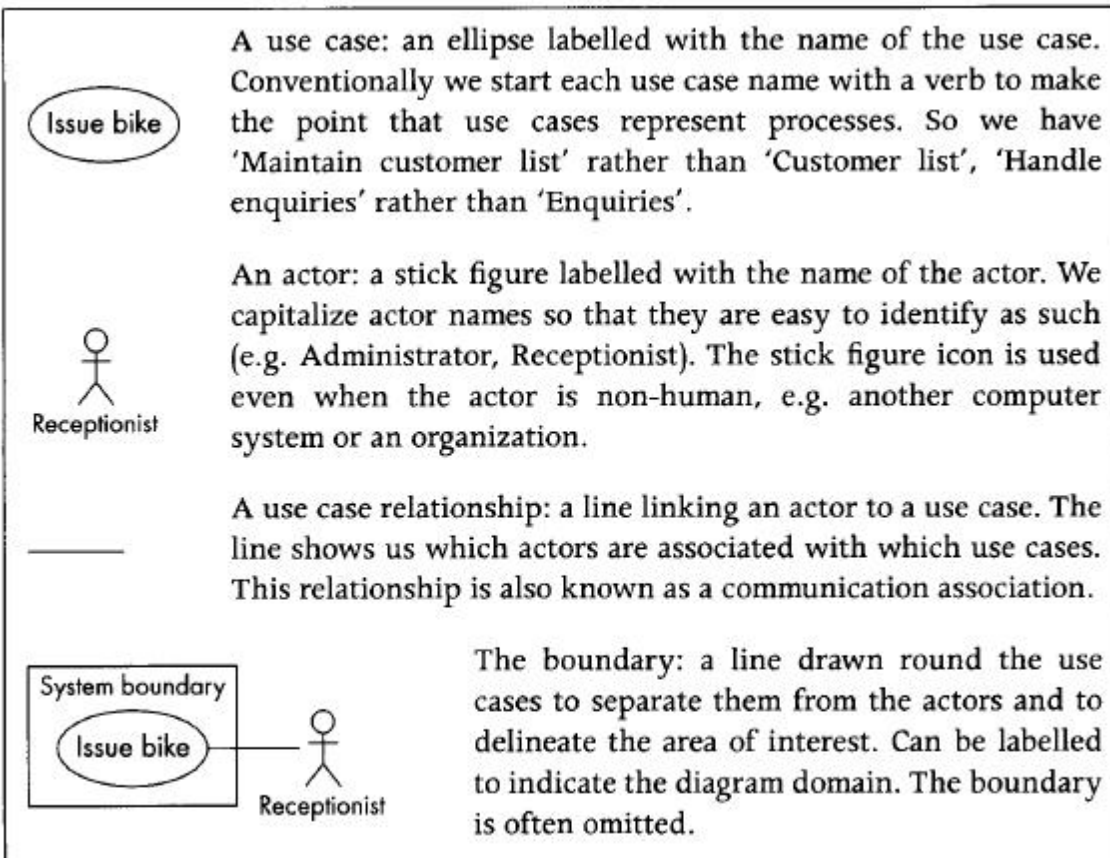 A use case: an ellipse labelled with the name of the use case.
Conventionally we start each use case name with a verb to make
Issue bike
the point that use cases represent processes. So we have
'Maintain customer list' rather than 'Customer list', 'Handle
enquiries' rather than 'Enquiries'.
An actor: a stick figure labelled with the name of the actor. We
capitalize actor names so that they are easy to identify as such
(e.g. Administrator, Receptionist). The stick figure icon is used
even when the actor is non-human, e.g. another computer
Receptionist
system or an organization.
A use case relationship: a line linking an actor to a use case. The
line shows us which actors are associated with which use cases.
This relationship is also known as a communication association.
System boundary
Issue bike
Receptionist
The boundary: a line drawn round the use
cases to separate them from the actors and to
delineate the area of interest. Can be labelled
to indicate the diagram domain. The boundary
is often omitted.